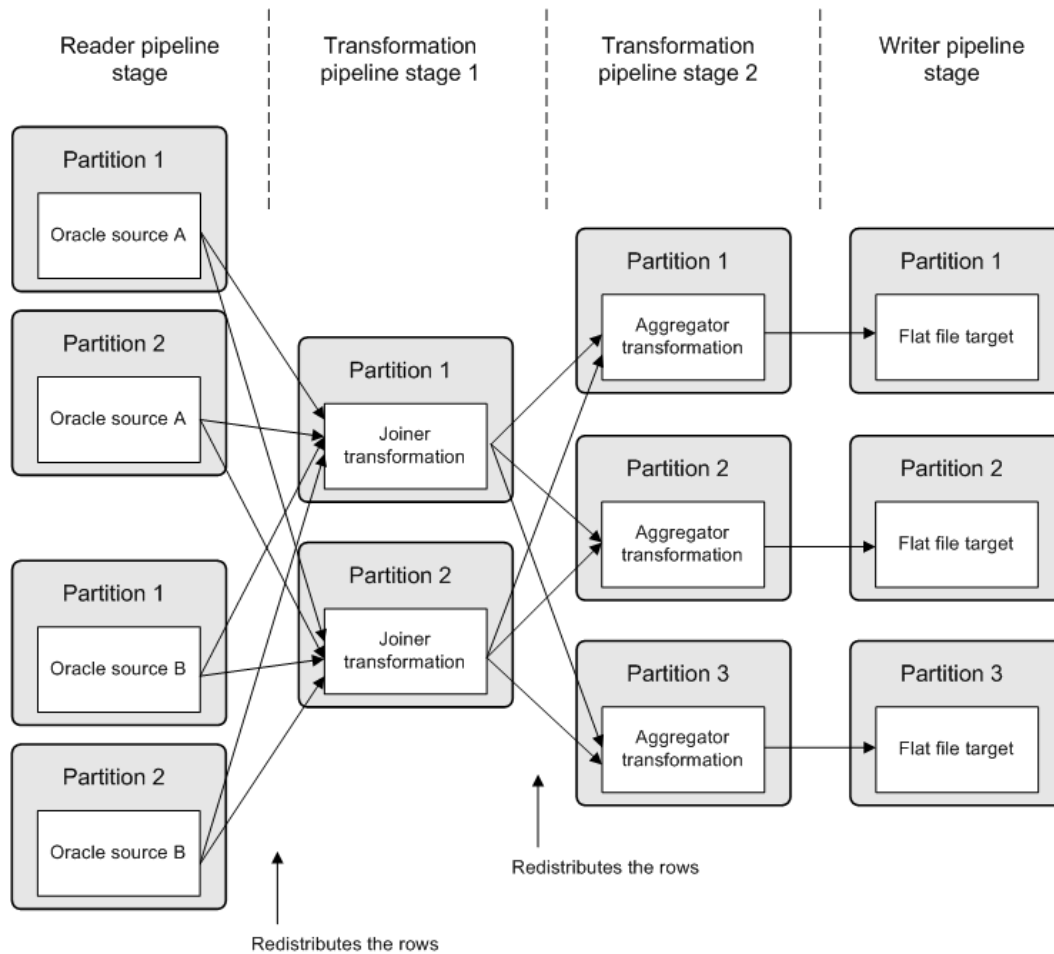 Reader pipeline
stage
Transformation
pipeline stage 1
Transformation
pipeline stage 2
Writer pipeline
stage
Partition 1
Oracle source A
Partition 2
Oracle source A
Partition 1
Oracle source B
Partition 2
Oracle source B
Partition 1
Joiner
transformation
Partition 2
Joiner
transformation
Partition 1
Aggregator
transformation
Partition 2
Aggregator
transformation
Partition 3
Aggregator
transformation
Partition 1
Flat file target
Partition 2
Flat file target
Partition 3
Flat file target
Redistributes the rows
Redistributes the rows